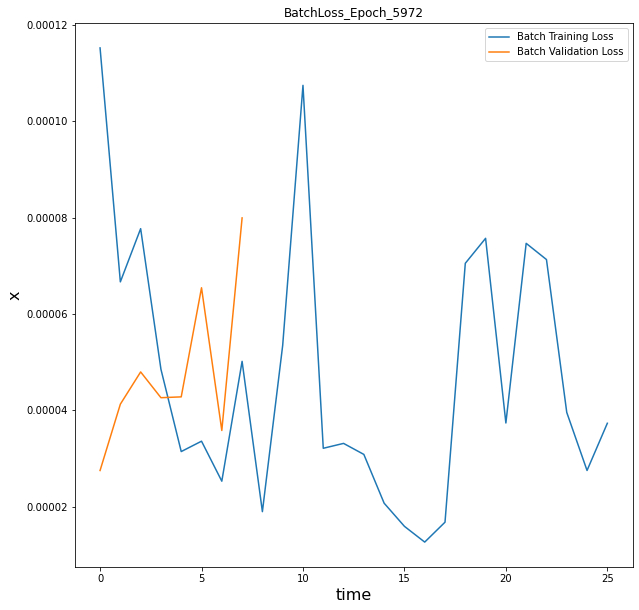 BatchLoss_Epoch_5972
Batch Training Loss
Batch Validation Loss
0.00012
0.00010
0.00008
0.00006
0.00004
0.00002
x
0 5 10 15 20 25
time